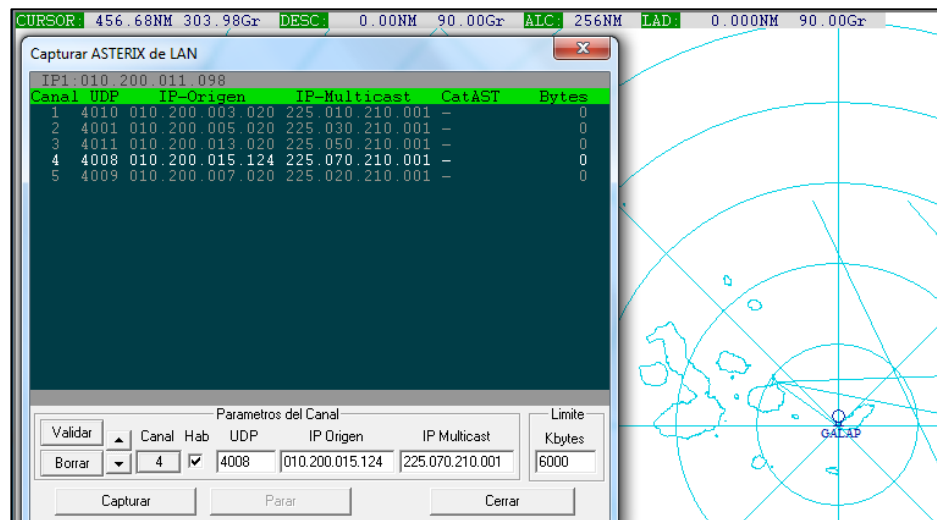 CURSOR: 456.68NM 303.98Gr DESC: 0.00NM 90.00Gr ALC: 256NM LAD: 0.000NM 90.00Gr
Capturar ASTERIX de LAN
IP1:010.200.011.098
Canal UDP IP-Origen IP-Multicast CatAST Bytes
1 4010 010.200.003.020 225.010.210.001 - 0
2 4001 010.200.005.020 225.030.210.001 - 0
3 4011 010.200.013.020 225.050.210.001 - 0
4 4008 010.200.015.124 225.070.210.001 - 0
5 4009 010.200.007.020 225.020.210.001 - 0
Parametros del Canal Limite
Validar Canal Hab UDP IP Origen IP Multicast Kbytes
Borrar 4 4008 010.200.015.124 225.070.210.001 6000
Capturar Parar Cerrar
GALAP